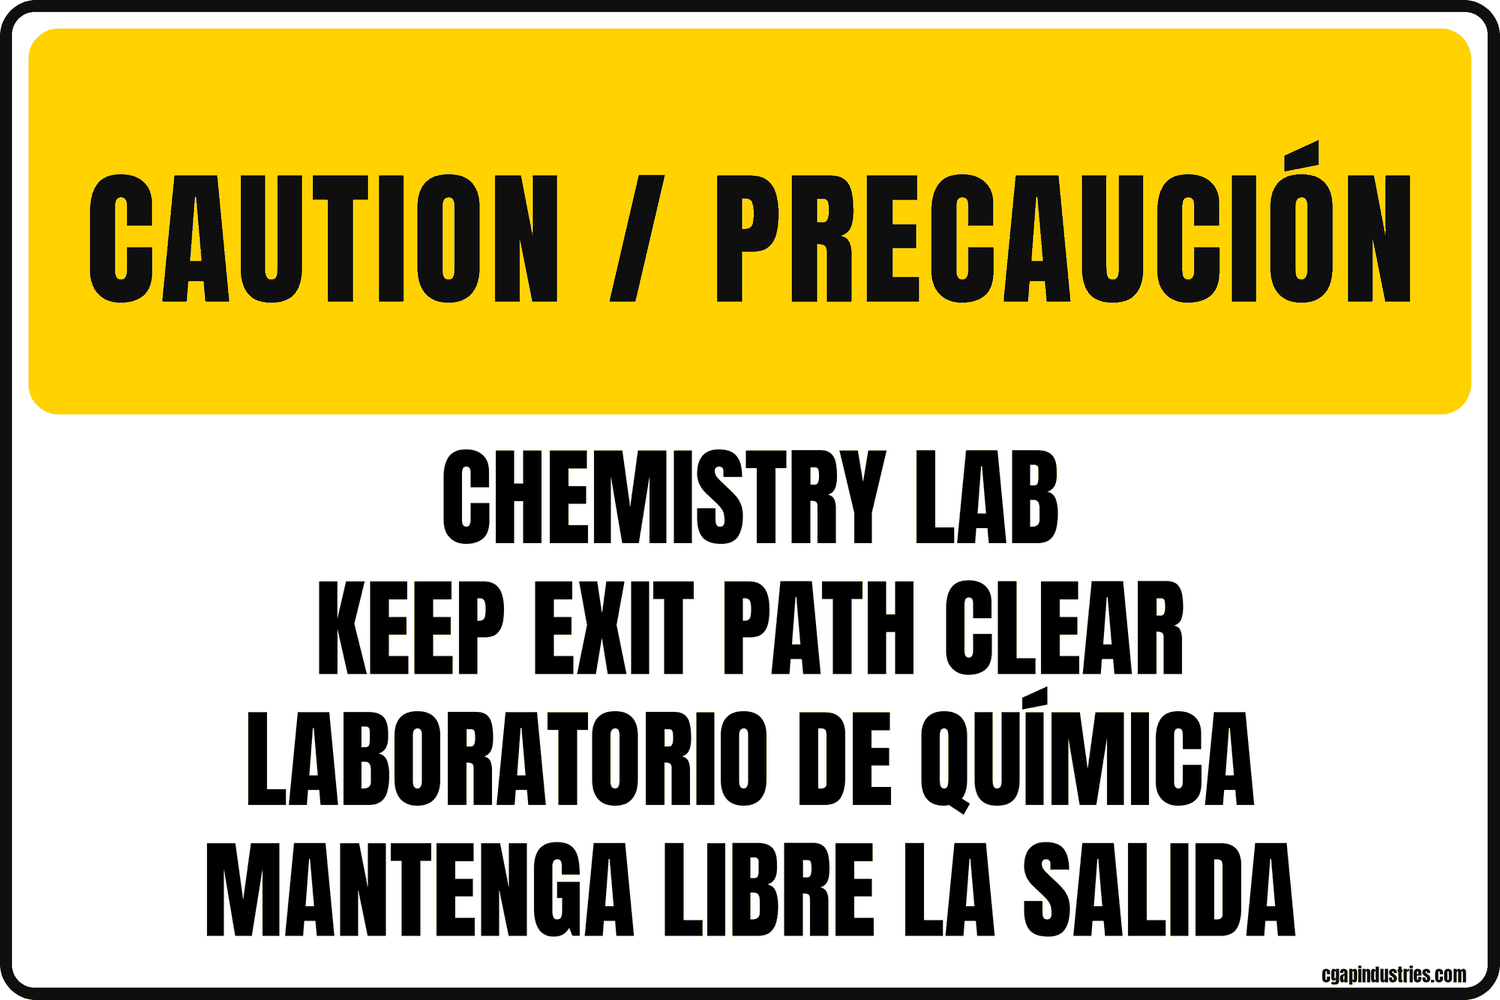 CAUTION / PRECAUCIÓN
CHEMISTRY LAB
KEEP EXIT PATH CLEAR
LABORATORIO DE QUÍMICA
MANTENGA LIBRE LA SALIDA
cgapindustries.com